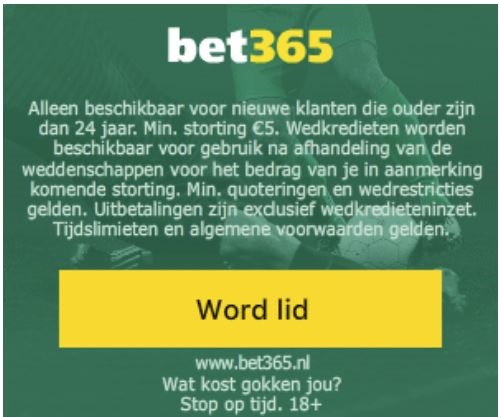 bet365
Alleen beschikbaar voor nieuwe klanten die ouder zijn
dan 24 jaar. Min. storting €5. Wedkredieten worden
beschikbaar voor gebruik na afhandeling van de
weddenschappen voor het bedrag van je in aanmerking
komende storting. Min. quoteringen en wedrestricties
gelden. Uitbetalingen zijn exclusief wedkredieteninzet.
Tijdslimieten en algemene voorwaarden gelden.
Word lid
www.bet365.nl
Wat kost gokken jou?
Stop op tijd. 18+